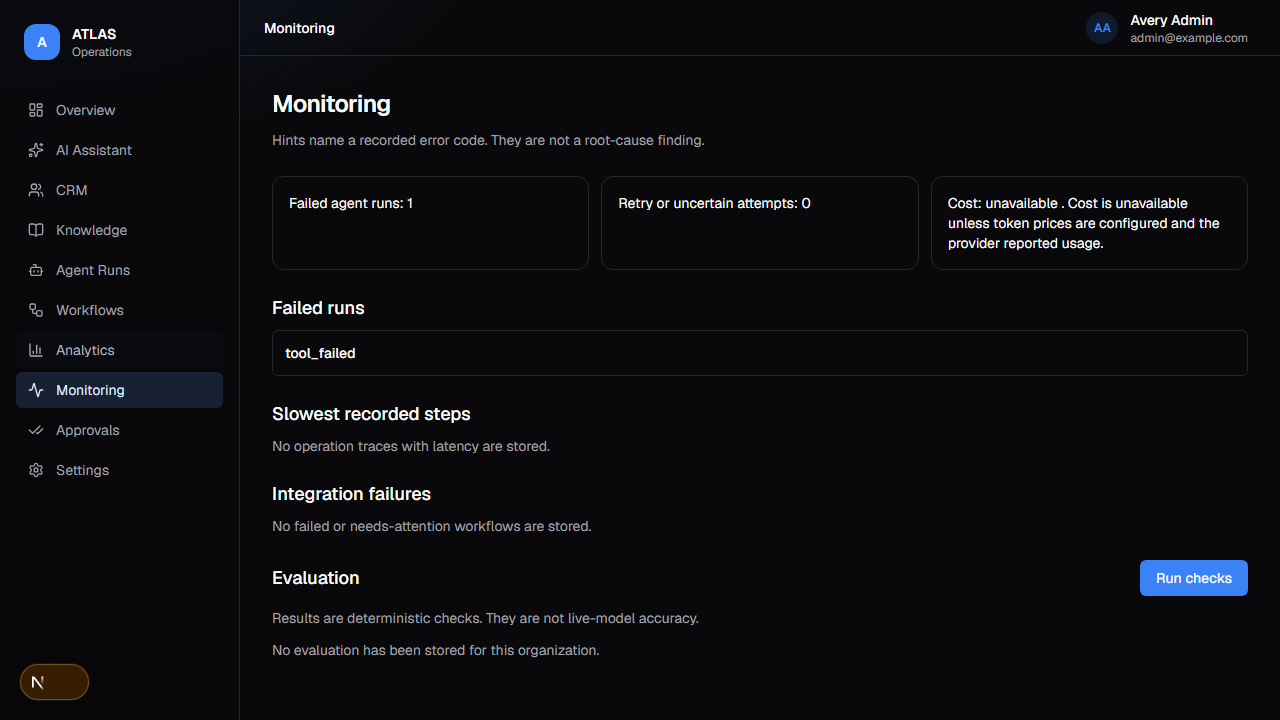 A
ATLAS
Operations
Overview
AI Assistant
CRM
Knowledge
Agent Runs
Workflows
Analytics
Monitoring
Approvals
Settings
N
Monitoring
AA
Avery Admin
admin@example.com
Monitoring
Hints name a recorded error code. They are not a root-cause finding.
Failed agent runs: 1
Retry or uncertain attempts: 0
Cost: unavailable . Cost is unavailable
unless token prices are configured and the
provider reported usage.
Failed runs
tool_failed
Slowest recorded steps
No operation traces with latency are stored.
Integration failures
No failed or needs-attention workflows are stored.
Evaluation
Run checks
Results are deterministic checks. They are not live-model accuracy.
No evaluation has been stored for this organization.